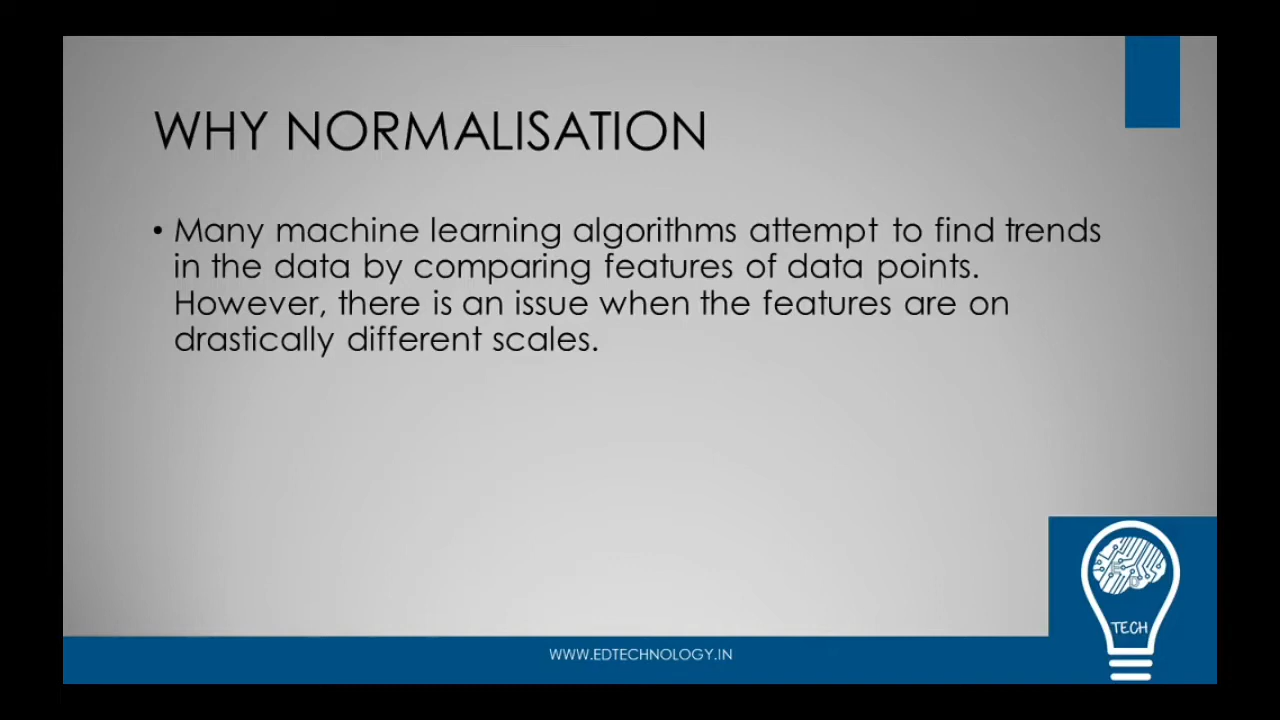 WHY NORMALISATION
• Many machine learning algorithms attempt to find trends
in the data by comparing features of data points.
However, there is an issue when the features are on
drastically different scales.
ED
TECH
WWW.EDTECHNOLOGY.IN